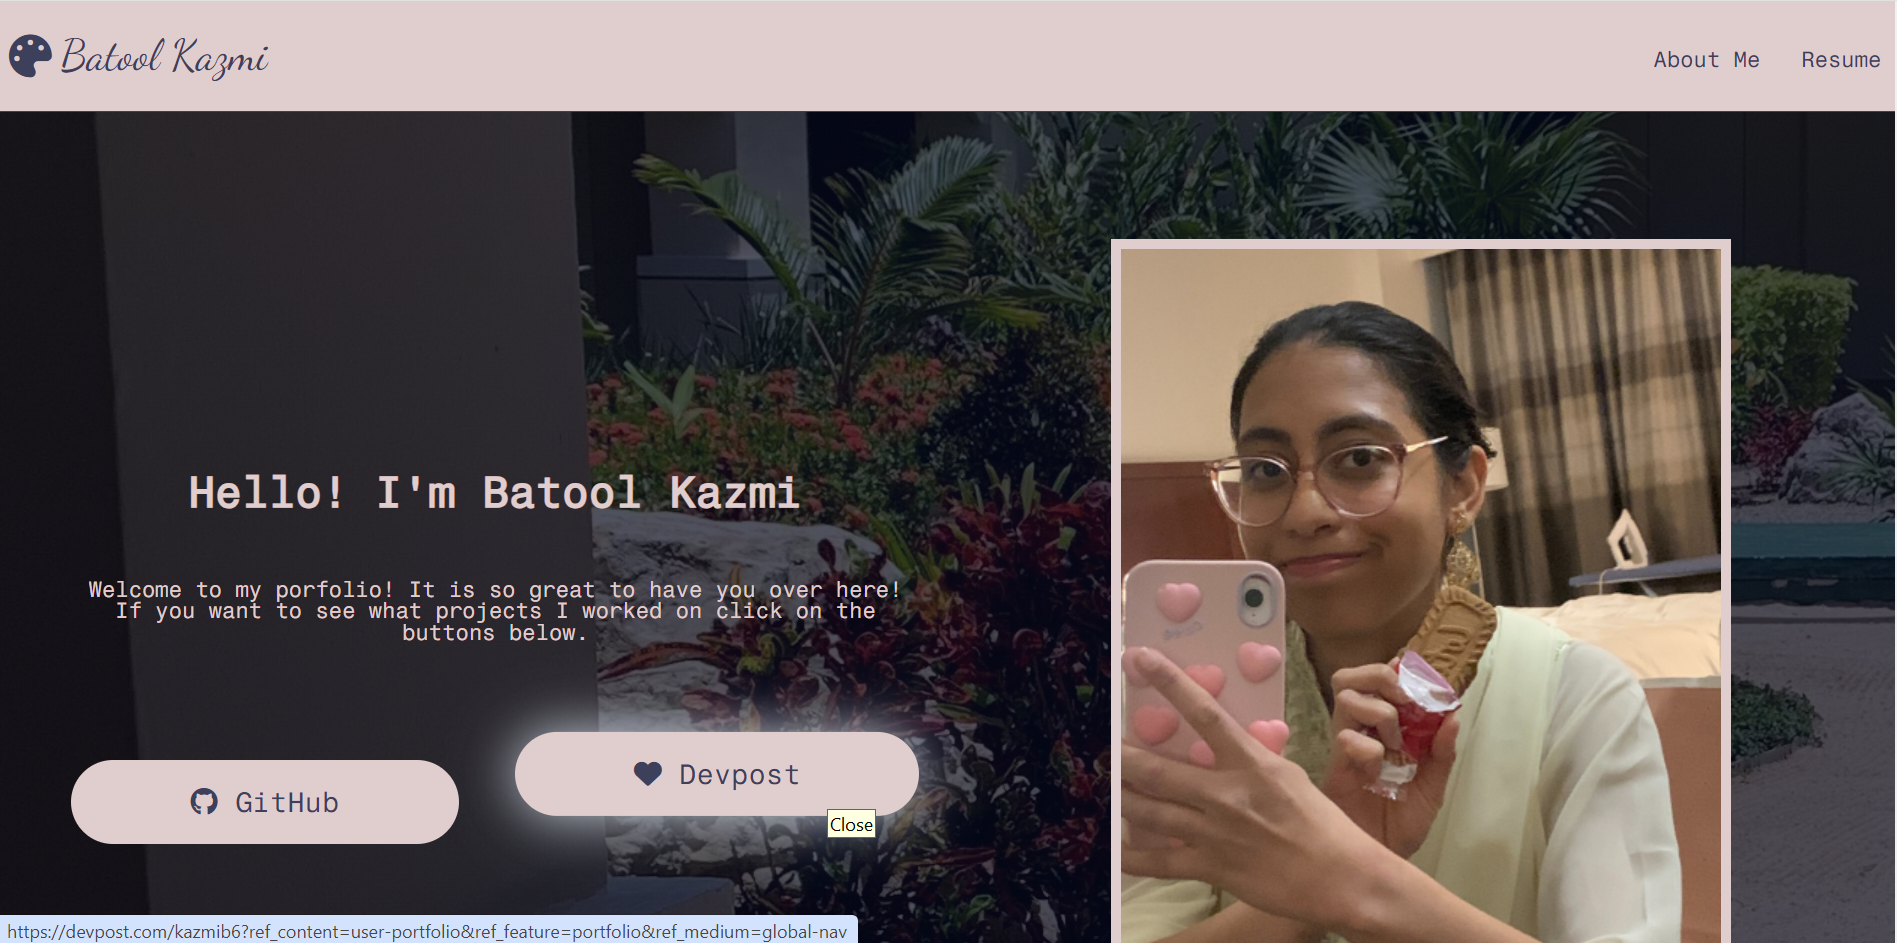 Batool Kazmi
About Me
Resume
Hello! I'm Batool Kazmi
Welcome to my porfolio! It is so great to have you over here!
If you want to see what projects I worked on click on the
buttons below.
GitHub
Devpost
Close
https://devpost.com/kazmib6?ref_content=user-portfolio&ref_feature=portfolio&ref_medium=global-nav